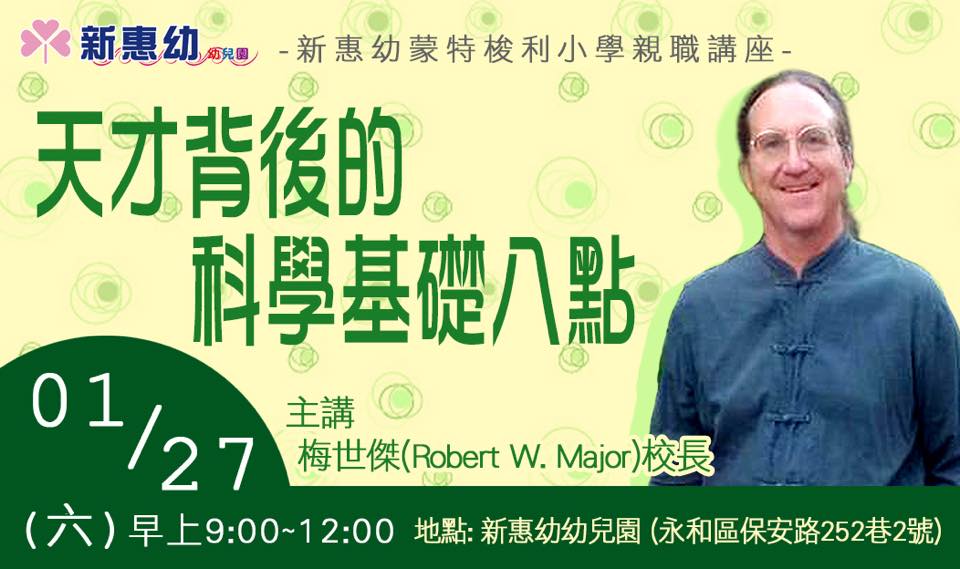 新惠幼 幼兒園
-新惠幼蒙特梭利小學親職講座-
天才背後的
科學基礎八點
01/27
主講
梅世傑(Robert W. Major)校長
(六)早上9:00~12:00 地點: 新惠幼幼兒園 (永和區保安路252巷2號)